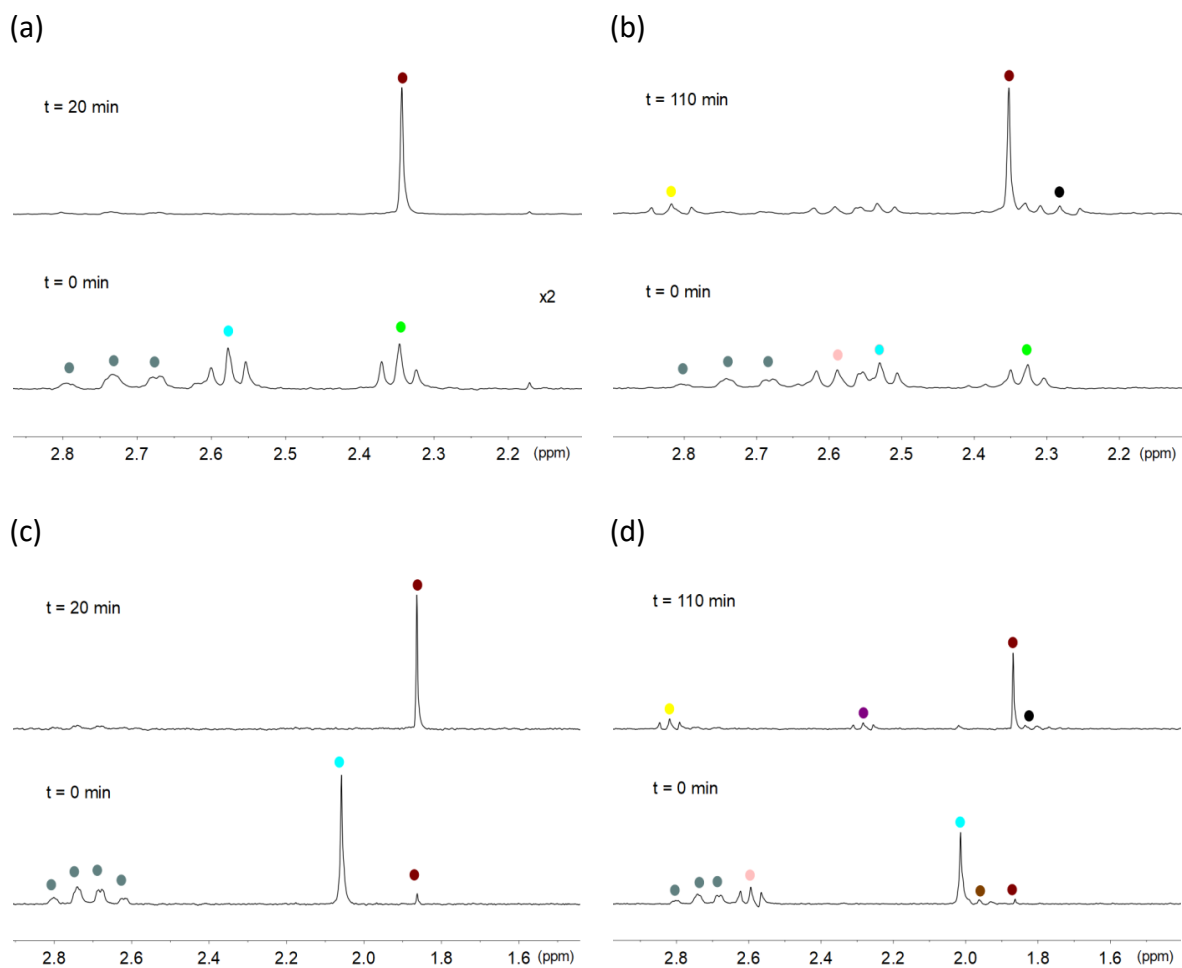 (a)
t = 20 min
t = 0 min
x2
2.8 2.7 2.6 2.5 2.4 2.3 2.2 (ppm)
(b)
t = 110 min
t = 0 min
2.8 2.7 2.6 2.5 2.4 2.3 2.2 (ppm)
(c)
t = 20 min
t = 0 min
2.8 2.6 2.4 2.2 2.0 1.8 1.6 (ppm)
(d)
t = 110 min
t = 0 min
2.8 2.6 2.4 2.2 2.0 1.8 1.6 (ppm)